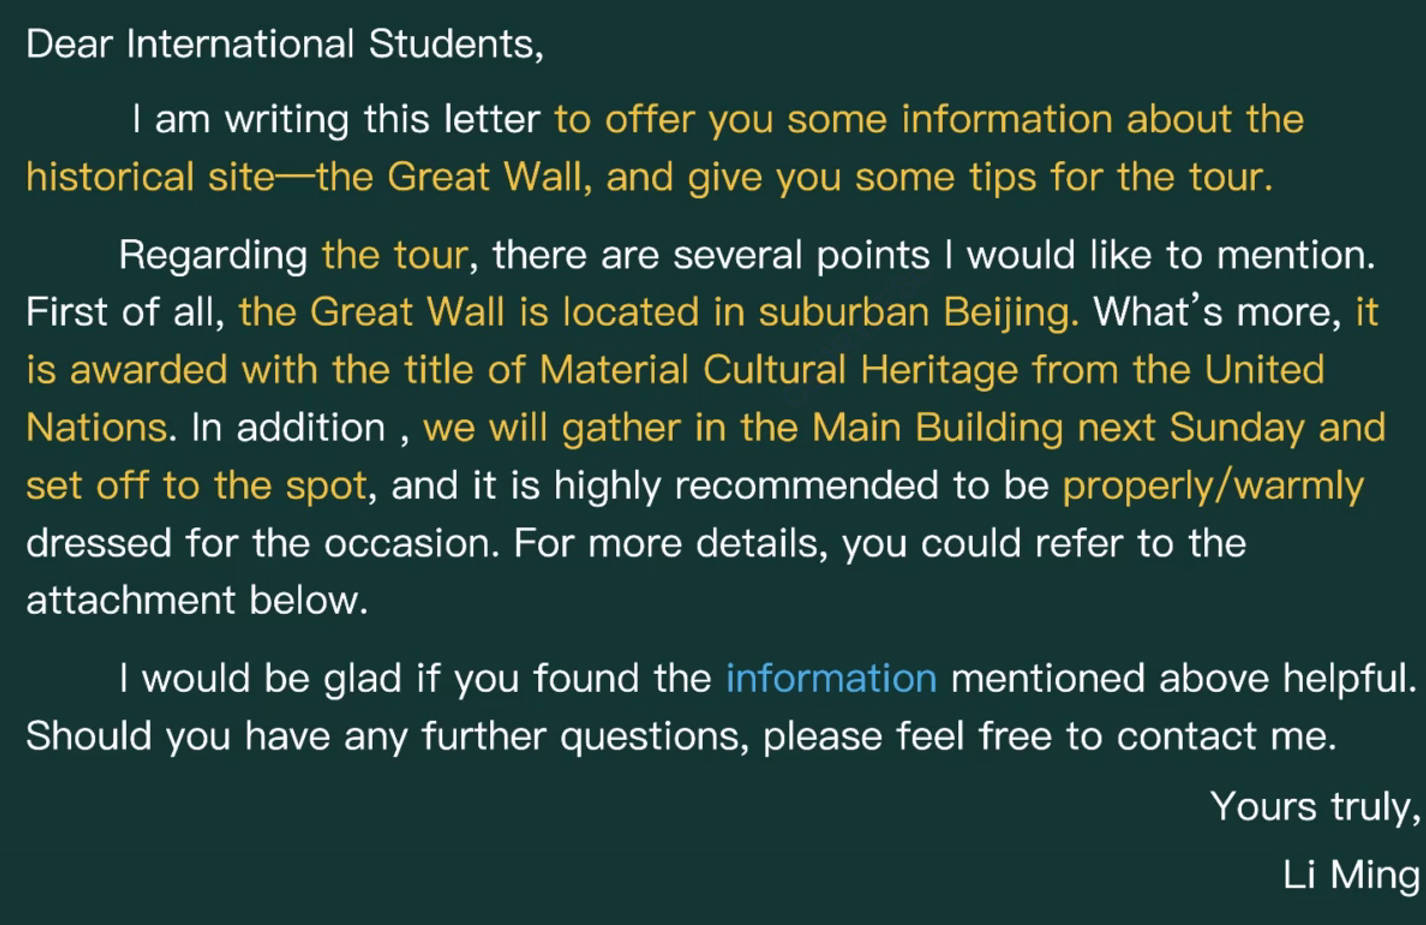 Dear International Students,
I am writing this letter to offer you some information about the
historical site—the Great Wall, and give you some tips for the tour.
Regarding the tour, there are several points I would like to mention.
First of all, the Great Wall is located in suburban Beijing. What's more, it
is awarded with the title of Material Cultural Heritage from the United
Nations. In addition , we will gather in the Main Building next Sunday and
set off to the spot, and it is highly recommended to be properly/warmly
dressed for the occasion. For more details, you could refer to the
attachment below.
I would be glad if you found the information mentioned above helpful.
Should you have any further questions, please feel free to contact me.
Yours truly,
Li Ming